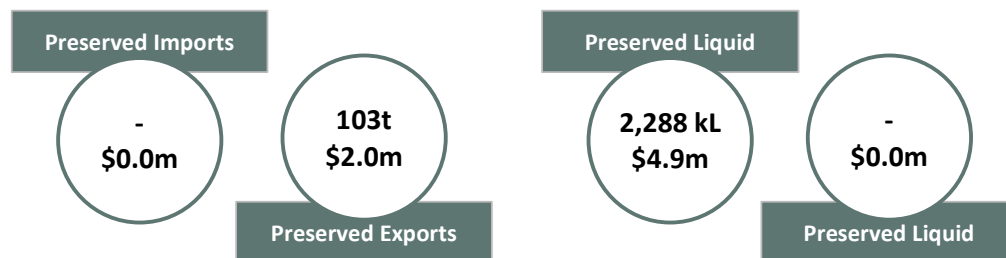 Preserved Imports
-
$0.0m
103t
$2.0m
Preserved Exports
Preserved Liquid
2,288 kL
$4.9m
-
$0.0m
Preserved Liquid